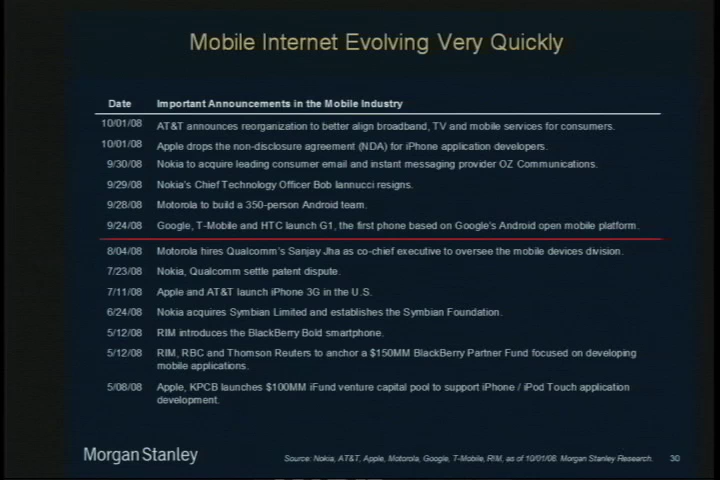 Mobile Internet Evolving Very Quickly
Date Important Announcements in the Mobile Industry
10/01/08 AT&T announces reorganization to better align broadband, TV and mobile services for consumers.
10/01/08 Apple drops the non-disclosure agreement (NDA) for iPhone application developers.
9/30/08 Nokia to acquire leading consumer email and instant messaging provider OZ Communications.
9/29/08 Nokia's Chief Technology Officer Bob Iannucci resigns.
9/28/08 Motorola to build a 350-person Android team.
9/24/08 Google, T-Mobile and HTC launch G1, the first phone based on Google's Android open mobile platform.
8/04/08 Motorola hires Qualcomm's Sanjay Jha as co-chief executive to oversee the mobile devices division.
7/23/08 Nokia, Qualcomm settle patent dispute.
7/11/08 Apple and AT&T launch iPhone 3G in the U.S.
6/24/08 Nokia acquires Symbian Limited and establishes the Symbian Foundation.
5/12/08 RIM introduces the BlackBerry Bold smartphone.
5/12/08 RIM, RBC and Thomson Reuters to anchor a $150MM BlackBerry Partner Fund focused on developing
mobile applications.
5/08/08 Apple, KPCB launches $100MM iFund venture capital pool to support iPhone / iPod Touch application
development.
Morgan Stanley
Source: Nokia, AT&T, Apple, Motorola, Google, T-Mobile, RIM, as of 10/01/08. Morgan Stanley Research.
30